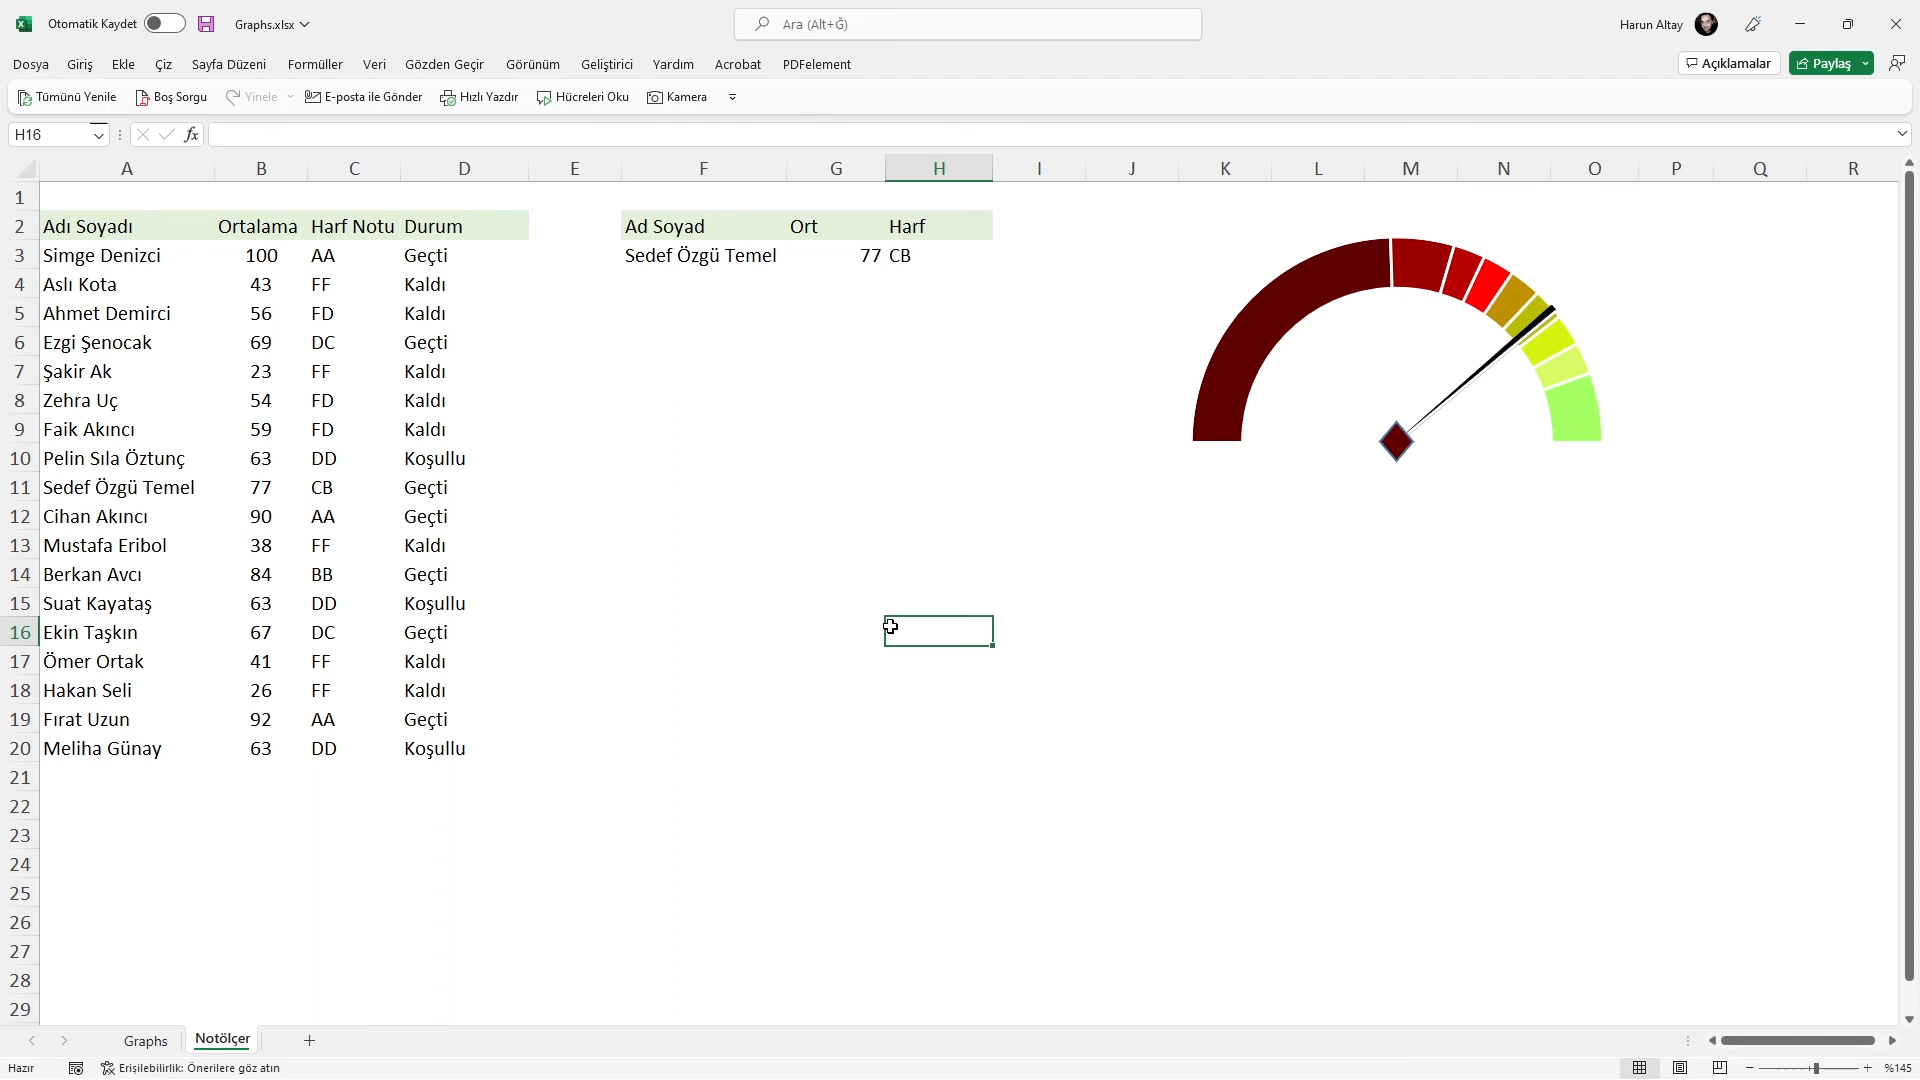 Otomatik Kaydet Graphs.xlsx Ara (Alt+Ğ) Harun Altay
Dosya Giriş Ekle Çiz Sayfa Düzeni Formüller Veri Gözden Geçir Görünüm Geliştirici Yardım Acrobat PDFelement Açıklamalar Paylaş
Tümünü Yenile Boş Sorgu Yinele E-posta ile Gönder Hızlı Yazdır Hücreleri Oku Kamera
H16 fx
A B C D E F G H I J K L M N O P Q R
1
2 Adı Soyadı Ortalama Harf Notu Durum Ad Soyad Ort Harf
3 Simge Denizci 100 AA Geçti Sedef Özgü Temel 77 CB
4 Aslı Kota 43 FF Kaldı
5 Ahmet Demirci 56 FD Kaldı
6 Ezgi Şenocak 69 DC Geçti
7 Şakir Ak 23 FF Kaldı
8 Zehra Uç 54 FD Kaldı
9 Faik Akıncı 59 FD Kaldı
10 Pelin Sıla Öztunç 63 DD Koşullu
11 Sedef Özgü Temel 77 CB Geçti
12 Cihan Akıncı 90 AA Geçti
13 Mustafa Eribol 38 FF Kaldı
14 Berkan Avcı 84 BB Geçti
15 Suat Kayataş 63 DD Koşullu
16 Ekin Taşkın 67 DC Geçti
17 Ömer Ortak 41 FF Kaldı
18 Hakan Seli 26 FF Kaldı
19 Fırat Uzun 92 AA Geçti
20 Meliha Günay 63 DD Koşullu
21
22
23
24
25
26
27
28
29
Graphs Notölçer
Hazır Erişilebilirlik: Önerilere göz atın %145